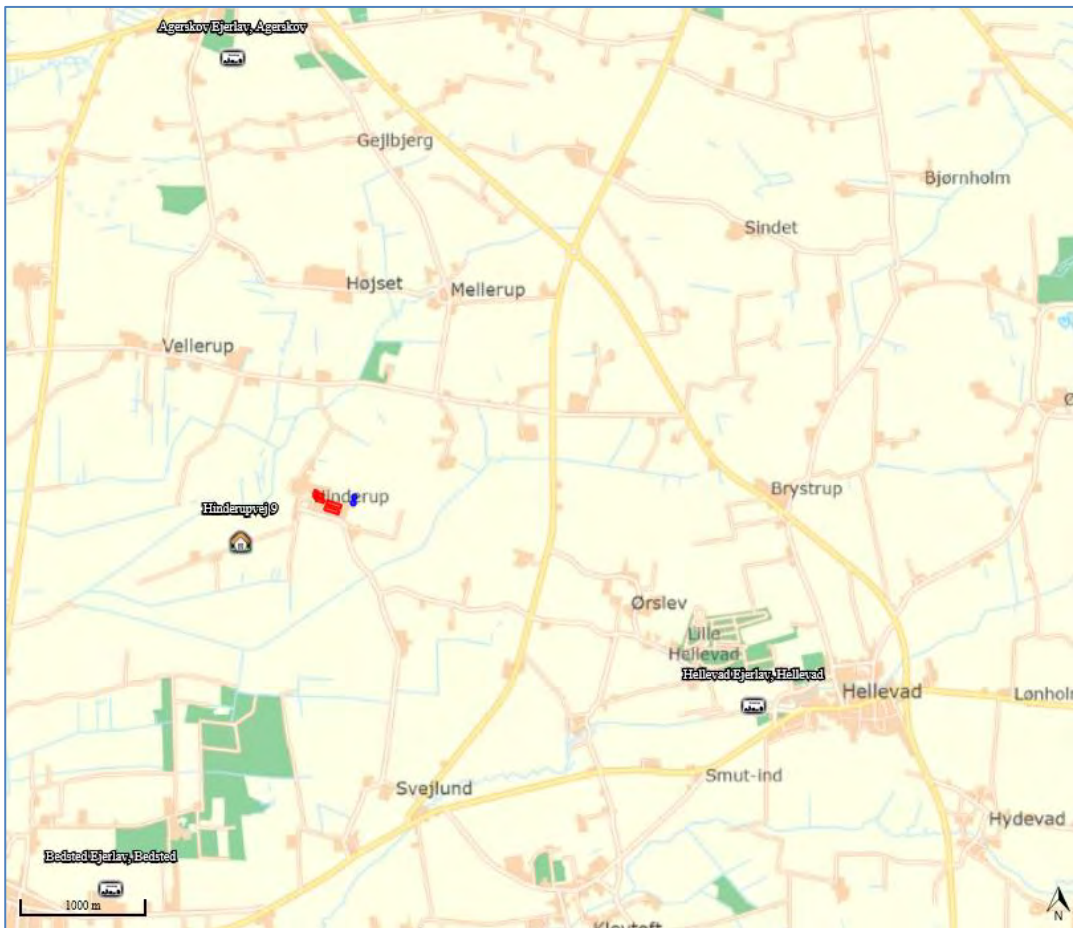 Agerskov Ejerlav, Agerskov
Gejlbjerg
Bjørnholm
Sindet
Højset
Mellerup
Vellerup
Hinderup
Brystrup
Hinderupvej 9
Ørslev
Lille
Hellevad
Hellevad Ejerlav, Hellevad
Hellevad
Lønholm
Smut-ind
Svejlund
Hydevad
Bedsted Ejerlav, Bedsted
1000 m
N